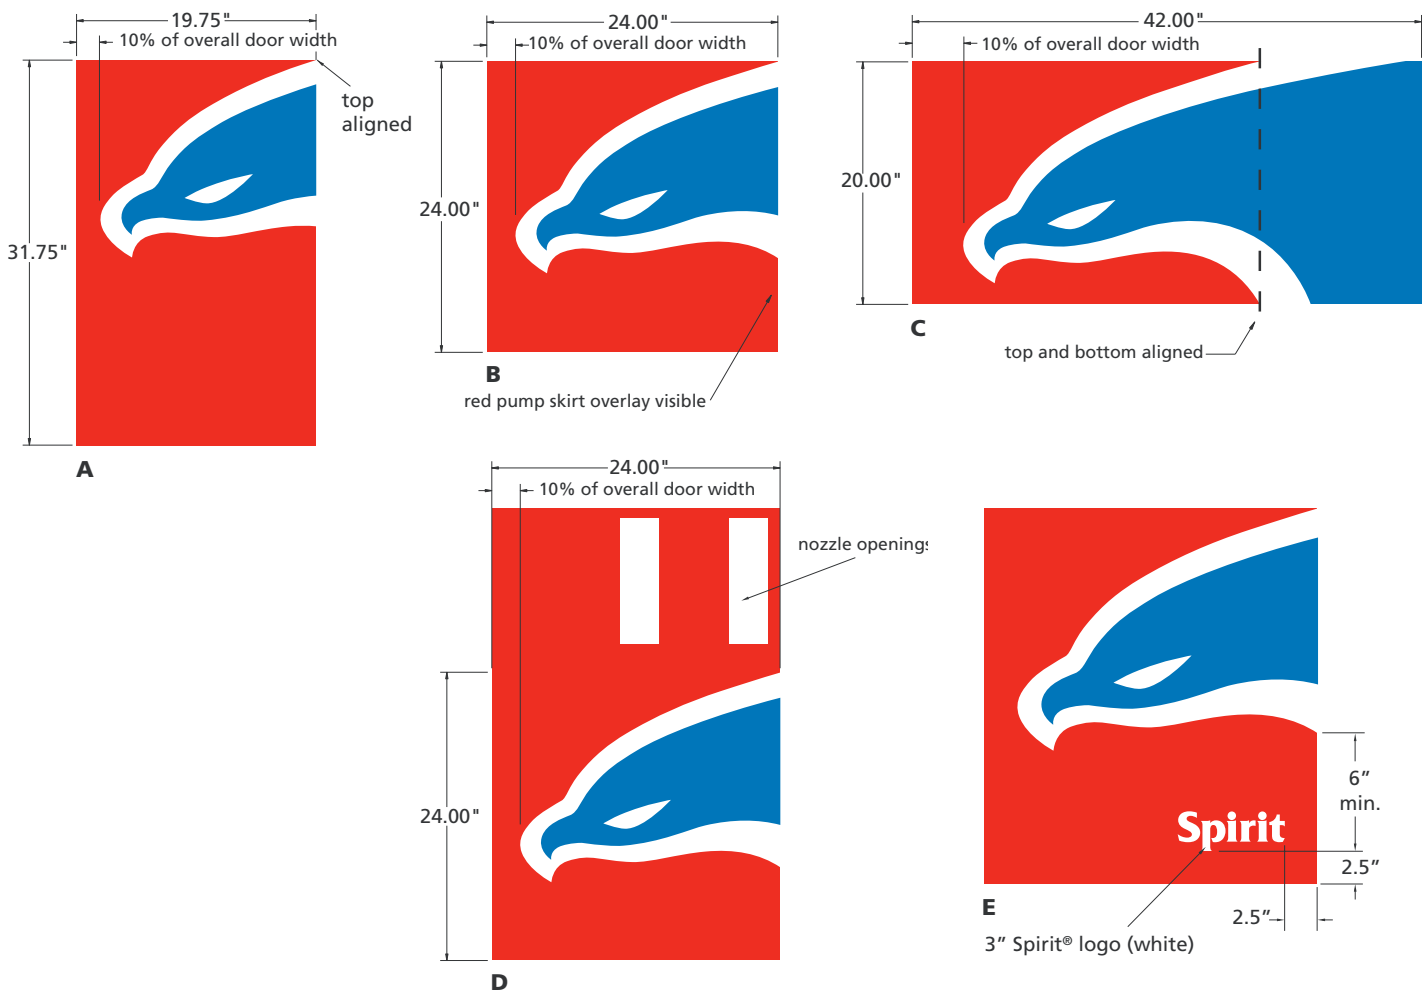 19.75"
10% of overall door width
top
aligned
31.75"
A
24.00"
10% of overall door width
24.00"
B
red pump skirt overlay visible
42.00"
10% of overall door width
20.00"
C
top and bottom aligned
24.00"
10% of overall door width
nozzle openings
24.00"
D
6”
min.
Spirit
2.5”
E
2.5”
3” Spirit® logo (white)